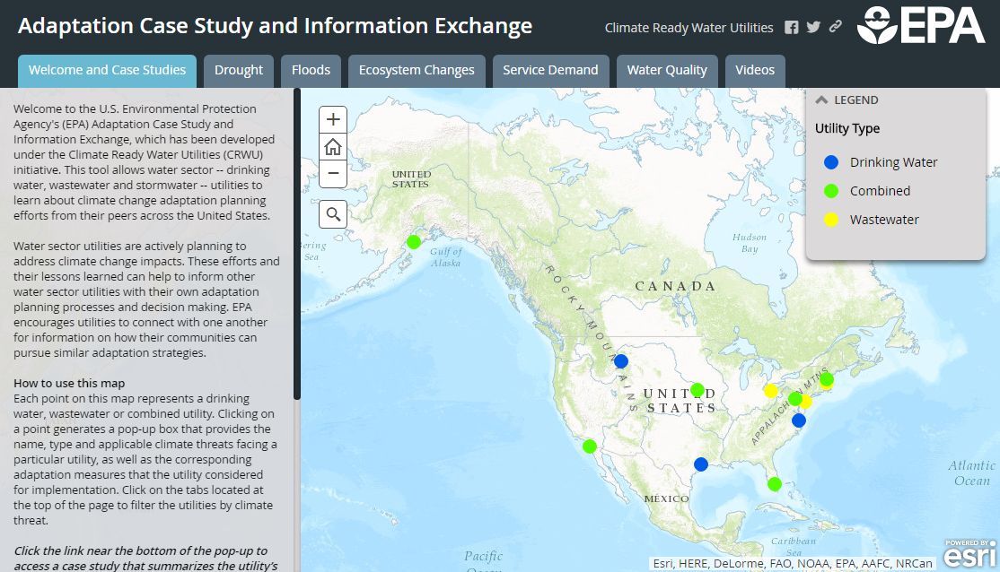 Adaptation Case Study and Information Exchange
Climate Ready Water Utilities
EPA
Welcome and Case Studies
Drought
Floods
Ecosystem Changes
Service Demand
Water Quality
Videos
Welcome to the U.S. Environmental Protection
Agency's (EPA) Adaptation Case Study and
Information Exchange, which has been developed
under the Climate Ready Water Utilities (CRWU)
initiative. This tool allows water sector -- drinking
water, wastewater and stormwater -- utilities to
learn about climate change adaptation planning
efforts from their peers across the United States.
Water sector utilities are actively planning to
address climate change impacts. These efforts and
their lessons learned can help to inform other
water sector utilities with their own adaptation
planning processes and decision making. EPA
encourages utilities to connect with one another
for information on how their communities can
pursue similar adaptation strategies.
How to use this map
Each point on this map represents a drinking
water, wastewater or combined utility. Clicking on
a point generates a pop-up box that provides the
name, type and applicable climate threats facing a
particular utility, as well as the corresponding
adaptation measures that the utility considered
for implementation. Click on the tabs located at
the top of the page to filter the utilities by climate
threat.
Click the link near the bottom of the pop-up to
access a case study that summarizes the utility's
+
−
LEGEND
Utility Type
Drinking Water
Combined
Wastewater
UNITED
STATES
ering
Sea
Gulf of
Alaska
Hudson
Bay
CANADA
ROCKY MOUNTAINS
UNITED
STATES
APPALACHIAN MTNS
MÉXICO
Atlantic
Ocean
Caribbean
Sea
Pacific
Ocean
Esri, HERE, DeLorme, FAO, NOAA, EPA, AAFC, NRCan
POWERED BY
esri